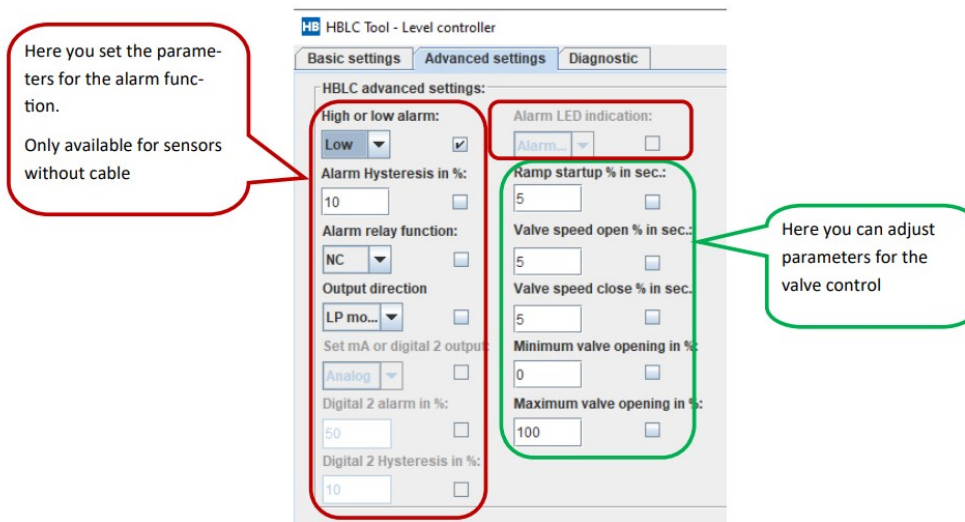 Here you set the parame-
ters for the alarm func-
tion.
Only available for sensors
without cable
HB HBLC Tool - Level controller
Basic settings Advanced settings Diagnostic
HBLC advanced settings:
High or low alarm:
Low
Alarm Hysteresis in %:
10
Alarm relay function:
NC
Output direction
LP mo...
Set mA or digital 2 output:
Analog
Digital 2 alarm in %:
50
Digital 2 Hysteresis in %:
10
Alarm LED indication:
Alarm...
Ramp startup % in sec.:
5
Valve speed open % in sec.:
5
Valve speed close % in sec.
5
Minimum valve opening in %:
0
Maximum valve opening in %:
100
Here you can adjust
parameters for the
valve control